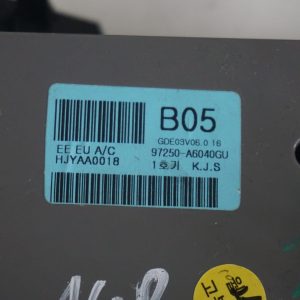 B05
GDE03V06.0 16
EE EU A/C
97250-A6040GU
HJYAA0018
1호기 K.J.S